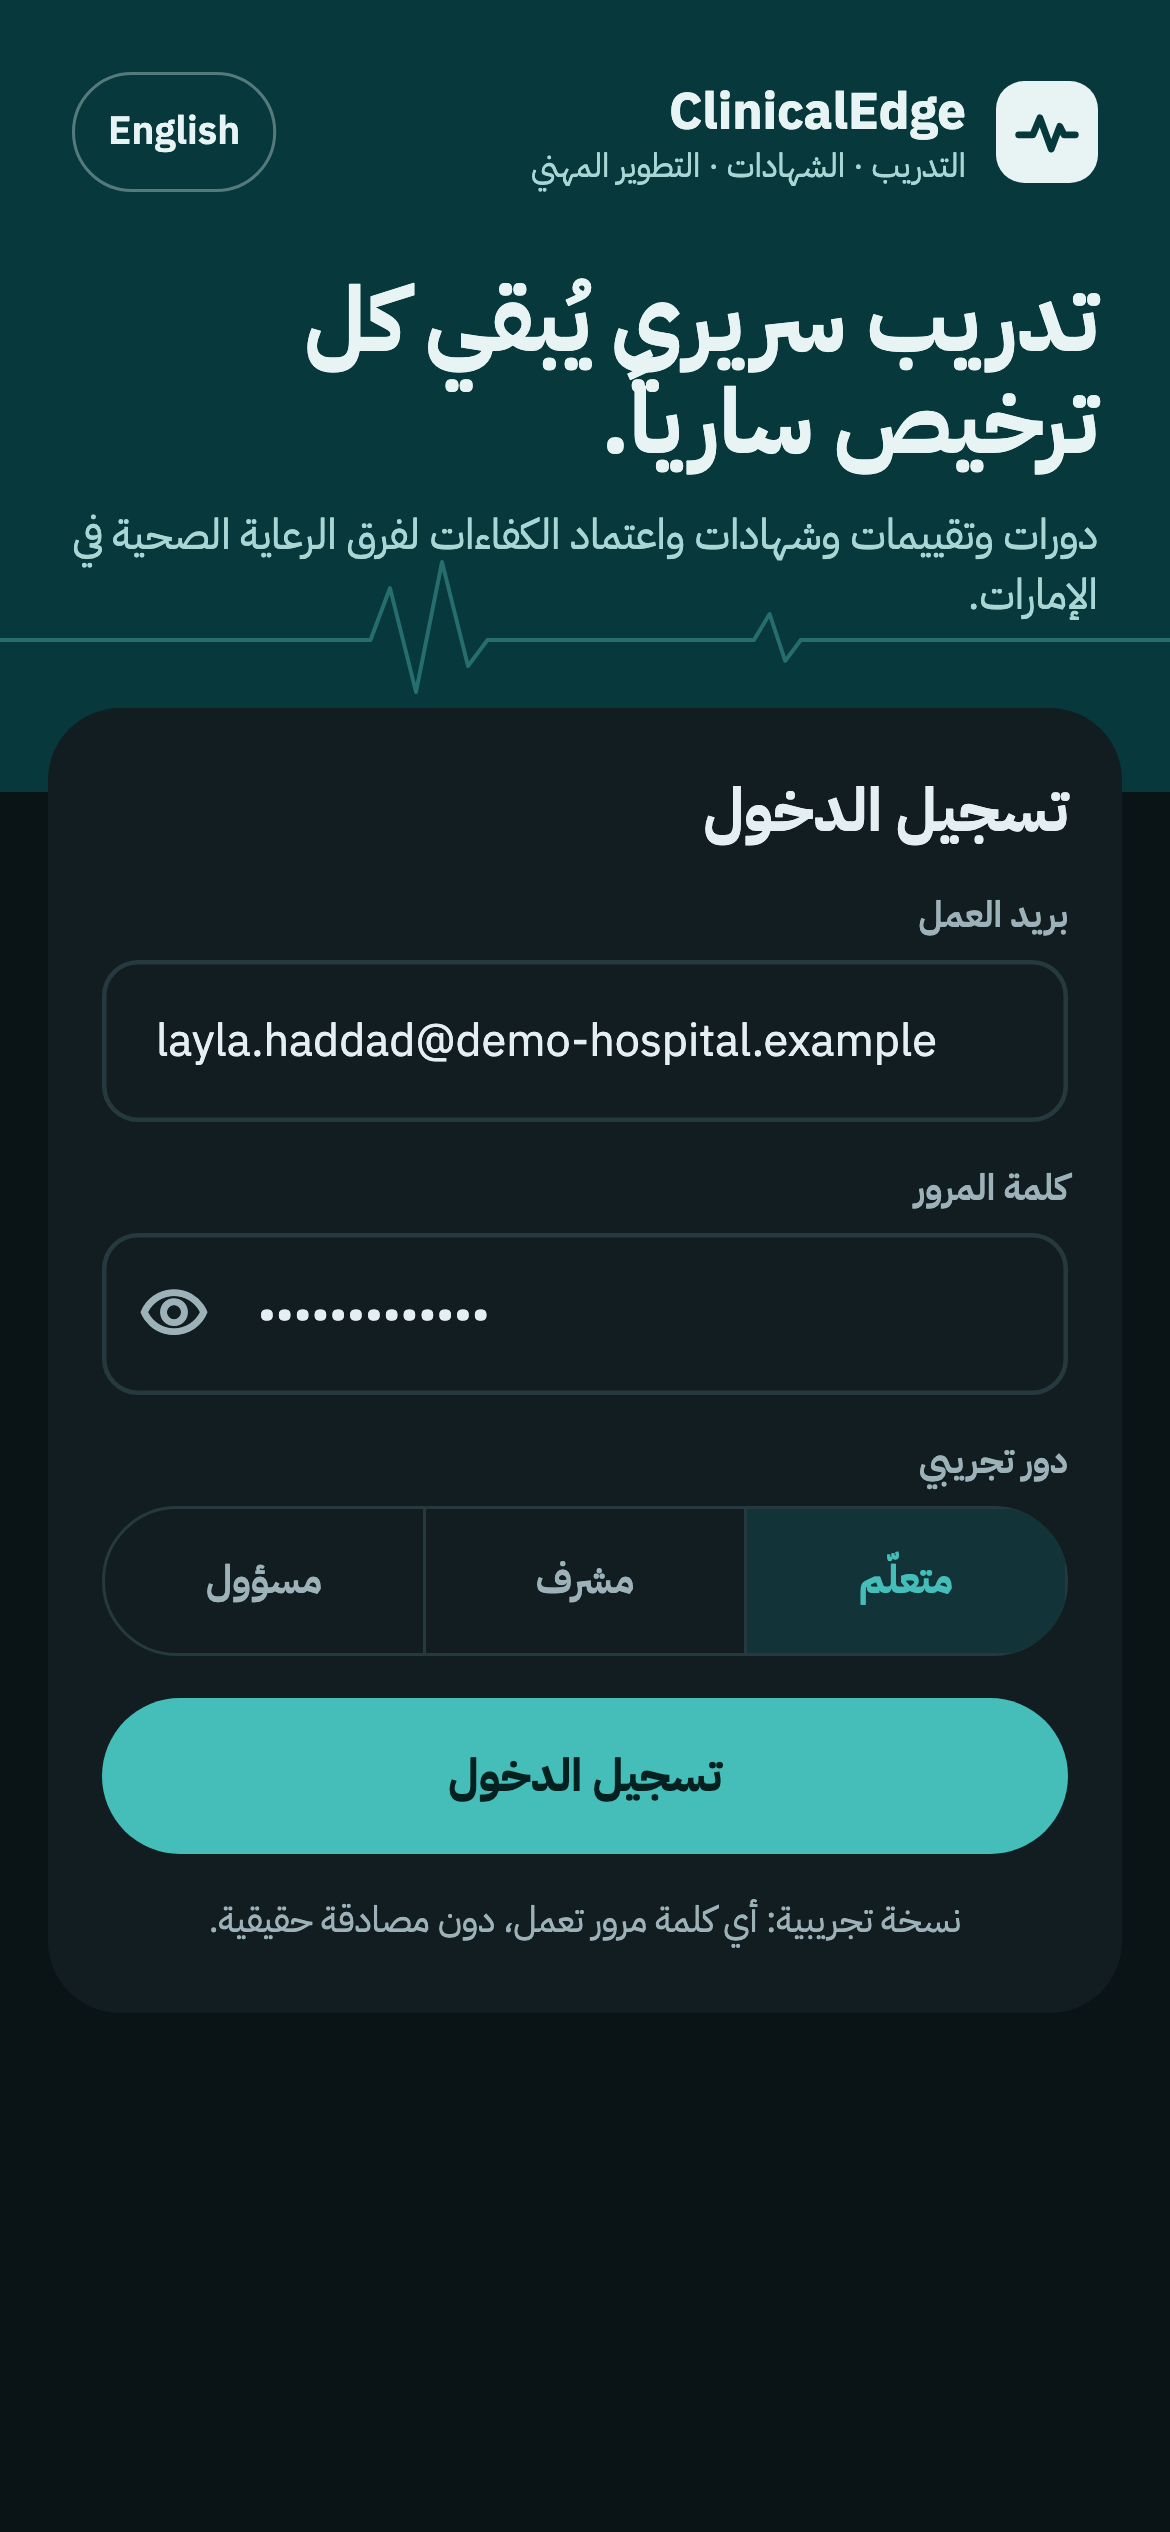 ClinicalEdge
التدريب · الشهادات · التطوير المهني
English
تدريب سريري يُبقي كل
ترخيص سارياً.
دورات وتقييمات وشهادات واعتماد الكفاءات لفرق الرعاية الصحية في
الإمارات.
تسجيل الدخول
بريد العمل
layla.haddad@demo-hospital.example
كلمة المرور
•••••••••••••
دور تجريبي
متعلّم
مشرف
مسؤول
تسجيل الدخول
نسخة تجريبية: أي كلمة مرور تعمل، دون مصادقة حقيقية.